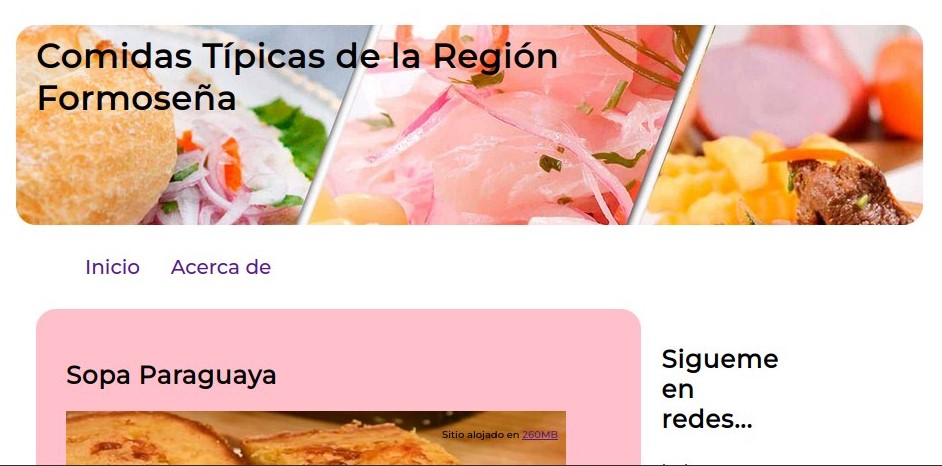 Comidas Típicas de la Región
Formoseña
Inicio Acerca de
Sopa Paraguaya
Sitio alojado en 260MB
Sigueme
en
redes...